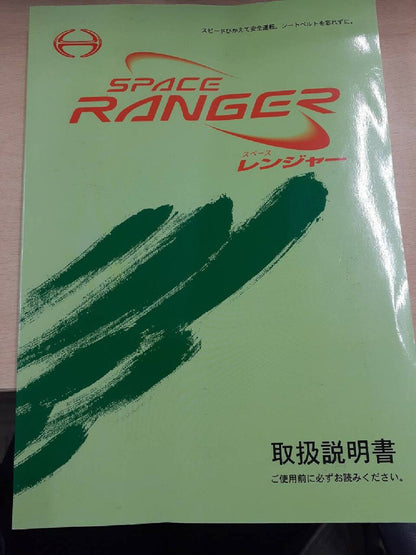 スピードひかえて安全運転。シートベルトを忘れずに。
SPACE
RANGER
スペース
レンジャー
取扱説明書
ご使用前に必ずお読みください。